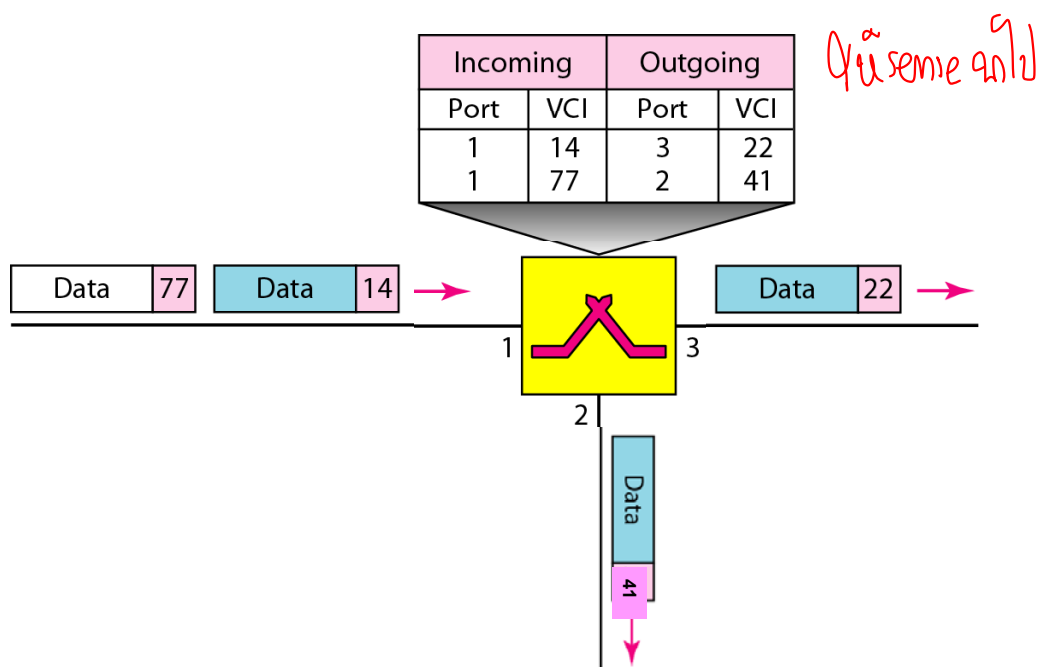 Incoming Outgoing
Port VCI Port VCI
1 14 3 22
1 77 2 41
Data 77 Data 14 Data 22
1 3
2
Data
41